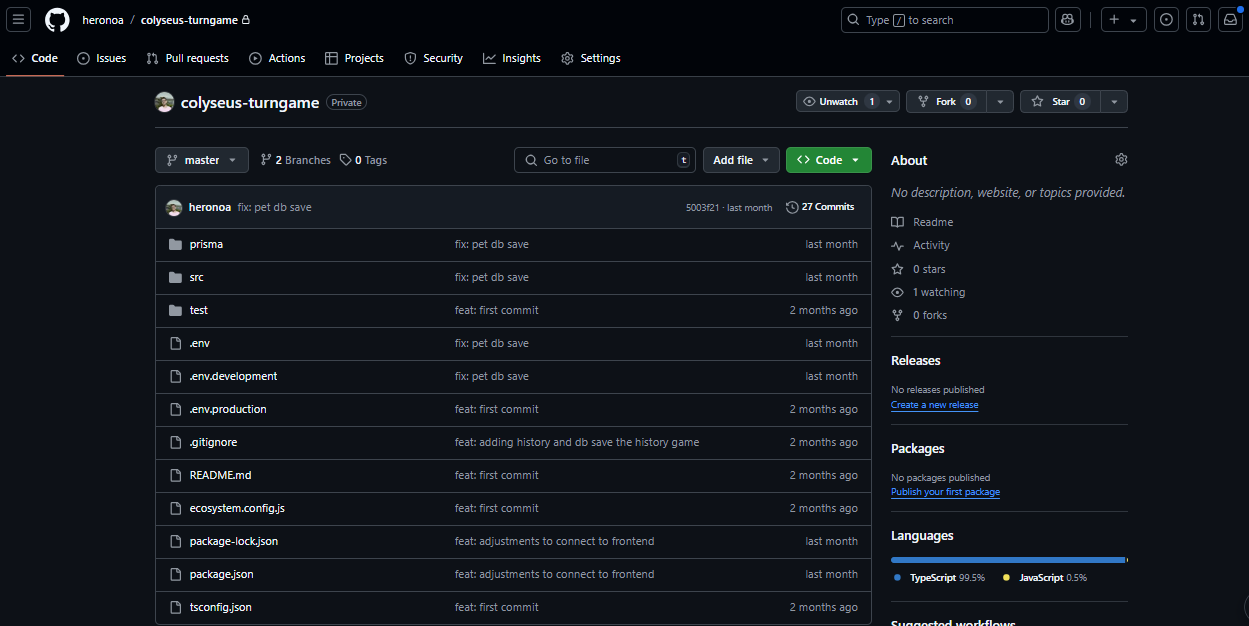 heronoa / colyseus-turngame Type / to search
Code Issues Pull requests Actions Projects Security Insights Settings
colyseus-turngame Private Unwatch 1 Fork 0 Star 0
master 2 Branches 0 Tags Go to file t Add file Code
heronoa fix: pet db save 5003f21 · last month 27 Commits
prisma fix: pet db save last month
src fix: pet db save last month
test feat: first commit 2 months ago
.env fix: pet db save last month
.env.development fix: pet db save last month
.env.production feat: first commit 2 months ago
.gitignore feat: adding history and db save the history game 2 months ago
README.md feat: first commit 2 months ago
ecosystem.config.js feat: first commit 2 months ago
package-lock.json feat: adjustments to connect to frontend last month
package.json feat: adjustments to connect to frontend last month
tsconfig.json feat: first commit 2 months ago
About
No description, website, or topics provided.
Readme
Activity
0 stars
1 watching
0 forks
Releases
No releases published
Create a new release
Packages
No packages published
Publish your first package
Languages
TypeScript 99.5% JavaScript 0.5%
Suggested workflows